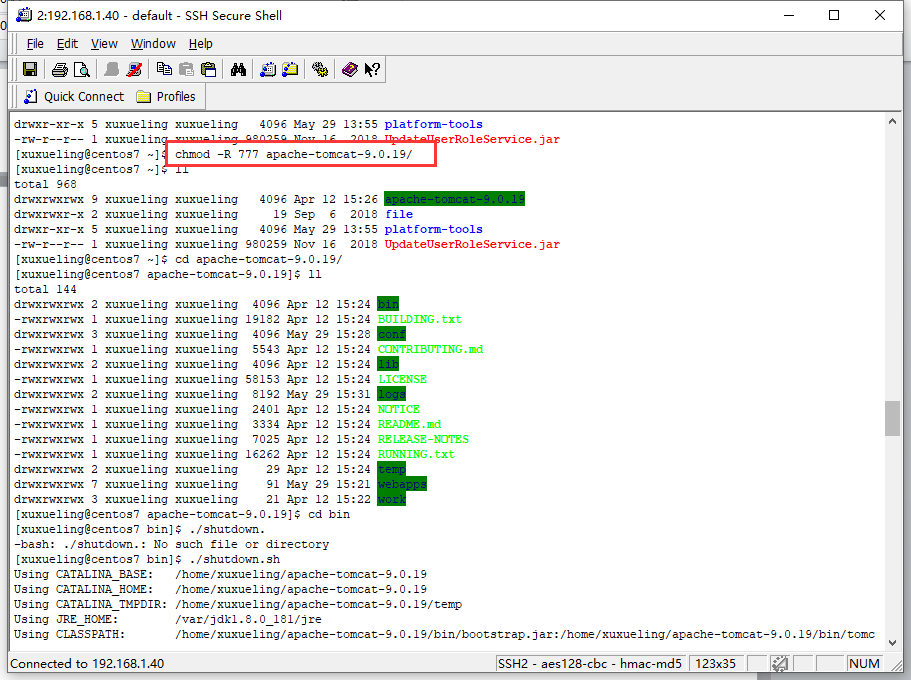 2:192.168.1.40 - default - SSH Secure Shell
File Edit View Window Help
Quick Connect Profiles
drwxr-xr-x 5 xuxueling xuxueling   4096 May 29 13:55 platform-tools
-rw-r--r-- 1 xuxueling xuxueling 980259 Nov 16  2018 UpdateUserRoleService.jar
[xuxueling@centos7 ~]$ chmod -R 777 apache-tomcat-9.0.19/
[xuxueling@centos7 ~]$ ll
total 968
drwxrwxrwx 9 xuxueling xuxueling   4096 Apr 12 15:26 apache-tomcat-9.0.19
drwxrwxr-x 2 xuxueling xuxueling     19 Sep  6  2018 file
drwxr-xr-x 5 xuxueling xuxueling   4096 May 29 13:55 platform-tools
-rw-r--r-- 1 xuxueling xuxueling 980259 Nov 16  2018 UpdateUserRoleService.jar
[xuxueling@centos7 ~]$ cd apache-tomcat-9.0.19/
[xuxueling@centos7 apache-tomcat-9.0.19]$ ll
total 144
drwxrwxrwx 2 xuxueling xuxueling  4096 Apr 12 15:24 bin
-rwxrwxrwx 1 xuxueling xuxueling 19182 Apr 12 15:24 BUILDING.txt
drwxrwxrwx 3 xuxueling xuxueling  4096 May 29 15:28 conf
-rwxrwxrwx 1 xuxueling xuxueling  5543 Apr 12 15:24 CONTRIBUTING.md
drwxrwxrwx 2 xuxueling xuxueling  4096 Apr 12 15:24 lib
-rwxrwxrwx 1 xuxueling xuxueling 58153 Apr 12 15:24 LICENSE
drwxrwxrwx 2 xuxueling xuxueling  8192 May 29 15:31 logs
-rwxrwxrwx 1 xuxueling xuxueling  2401 Apr 12 15:24 NOTICE
-rwxrwxrwx 1 xuxueling xuxueling  3334 Apr 12 15:24 README.md
-rwxrwxrwx 1 xuxueling xuxueling  7025 Apr 12 15:24 RELEASE-NOTES
-rwxrwxrwx 1 xuxueling xuxueling 16262 Apr 12 15:24 RUNNING.txt
drwxrwxrwx 2 xuxueling xuxueling    29 Apr 12 15:24 temp
drwxrwxrwx 7 xuxueling xuxueling    91 May 29 15:21 webapps
drwxrwxrwx 3 xuxueling xuxueling    21 Apr 12 15:22 work
[xuxueling@centos7 apache-tomcat-9.0.19]$ cd bin
[xuxueling@centos7 bin]$ ./shutdown.
-bash: ./shutdown.: No such file or directory
[xuxueling@centos7 bin]$ ./shutdown.sh
Using CATALINA_BASE:   /home/xuxueling/apache-tomcat-9.0.19
Using CATALINA_HOME:   /home/xuxueling/apache-tomcat-9.0.19
Using CATALINA_TMPDIR: /home/xuxueling/apache-tomcat-9.0.19/temp
Using JRE_HOME:        /var/jdk1.8.0_181/jre
Using CLASSPATH:       /home/xuxueling/apache-tomcat-9.0.19/bin/bootstrap.jar:/home/xuxueling/apache-tomcat-9.0.19/bin/tomc
Connected to 192.168.1.40 SSH2 - aes128-cbc - hmac-md5 123x35 NUM